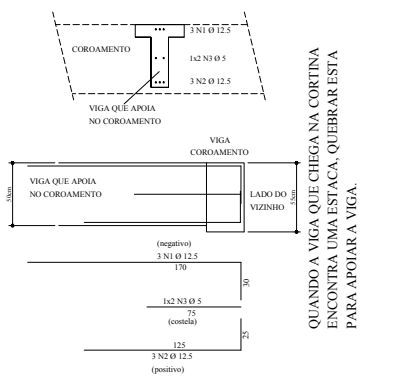 COROAMENTO
3 N1 Ø 12.5
1x2 N3 Ø 5
3 N2 Ø 12.5
VIGA QUE APOIA
NO COROAMENTO
VIGA
COROAMENTO
50cm
VIGA QUE APOIA
NO COROAMENTO
LADO DO
VIZINHO
55cm
(negativo)
3 N1 Ø 12.5
170
30
1x2 N3 Ø 5
75
(costela)
25
125
3 N2 Ø 12.5
(positivo)
QUANDO A VIGA QUE CHEGA NA CORTINA
ENCONTRA UMA ESTACA, QUEBRAR ESTA
PARA APOIAR A VIGA.